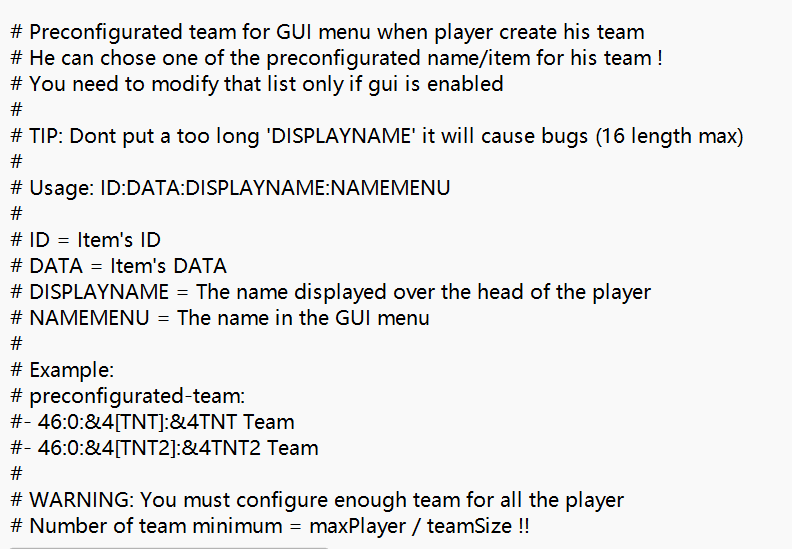 # Preconfigurated team for GUI menu when player create his team
# He can chose one of the preconfigurated name/item for his team !
# You need to modify that list only if gui is enabled
#
# TIP: Dont put a too long 'DISPLAYNAME' it will cause bugs (16 length max)
#
# Usage: ID:DATA:DISPLAYNAME:NAMEMENU
#
# ID = Item's ID
# DATA = Item's DATA
# DISPLAYNAME = The name displayed over the head of the player
# NAMEMENU = The name in the GUI menu
#
# Example:
# preconfigurated-team:
#- 46:0:&4[TNT]:&4TNT Team
#- 46:0:&4[TNT2]:&4TNT2 Team
#
# WARNING: You must configure enough team for all the player
# Number of team minimum = maxPlayer / teamSize !!